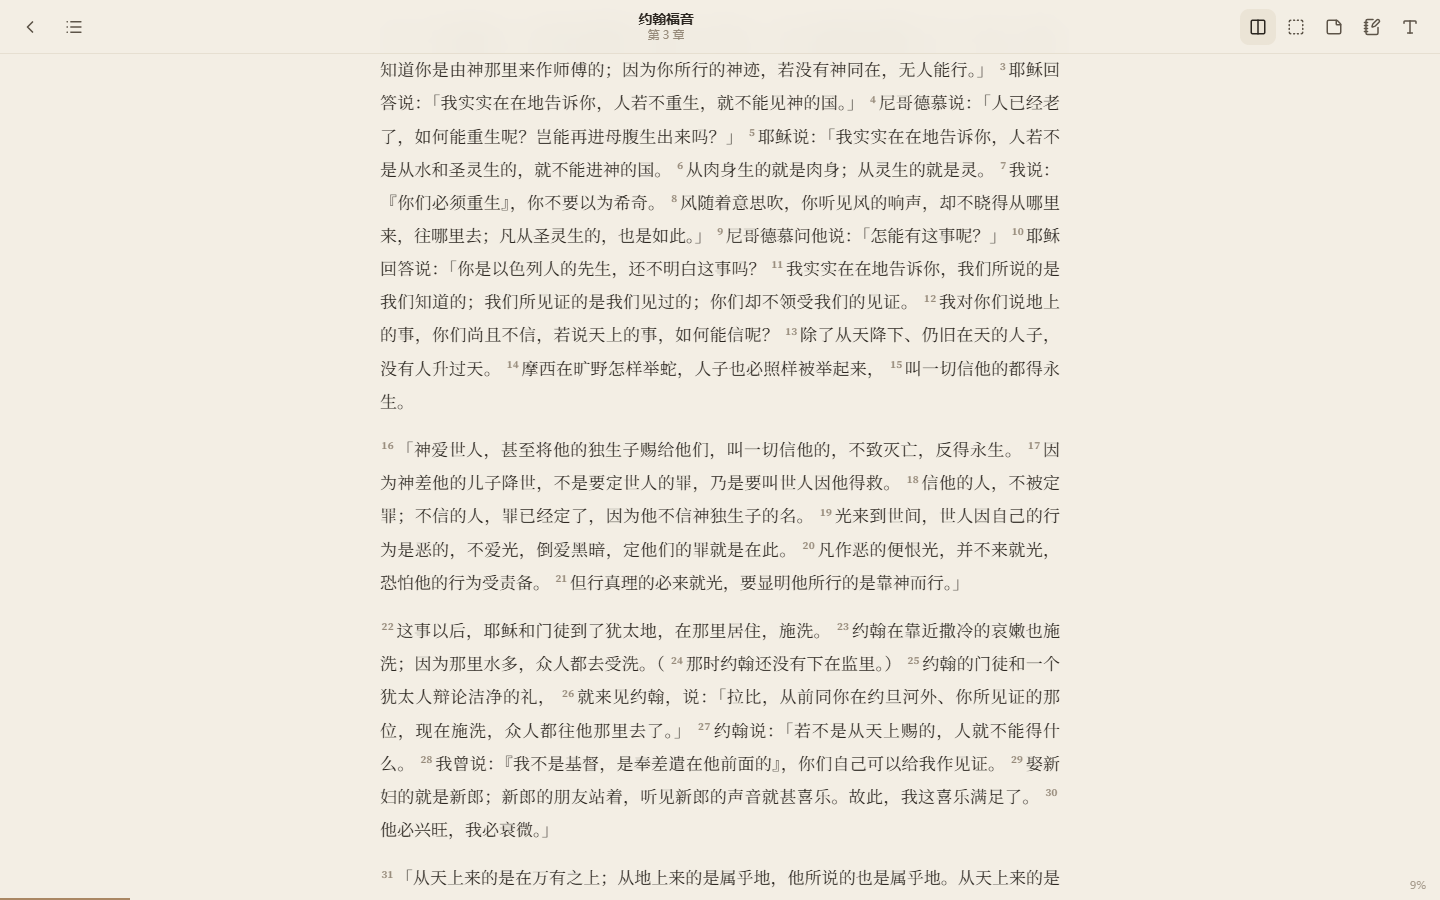 约翰福音
第 3 章
知道你是由神那里来作师傅的；因为你所行的神迹，若没有神同在，无人能行。」 3 耶稣回
答说：「我实实在在地告诉你，人若不重生，就不能见神的国。」 4 尼哥德慕说：「人已经老
了，如何能重生呢？岂能再进母腹生出来吗？」 5 耶稣说：「我实实在在地告诉你，人若不
是从水和圣灵生的，就不能进神的国。 6 从肉身生的就是肉身；从灵生的就是灵。 7 我说：
『你们必须重生』，你不要以为希奇。 8 风随着意思吹，你听见风的响声，却不晓得从哪里
来，往哪里去；凡从圣灵生的，也是如此。」 9 尼哥德慕问他说：「怎能有这事呢？」 10 耶稣
回答说：「你是以色列人的先生，还不明白这事吗？ 11 我实实在在地告诉你，我们所说的是
我们知道的；我们所见证的是我们见过的；你们却不领受我们的见证。 12 我对你们说地上
的事，你们尚且不信，若说天上的事，如何能信呢？ 13 除了从天降下、仍旧在天的人子，
没有人升过天。 14 摩西在旷野怎样举蛇，人子也必照样被举起来， 15 叫一切信他的都得永
生。
16 「神爱世人，甚至将他的独生子赐给他们，叫一切信他的，不致灭亡，反得永生。 17 因
为神差他的儿子降世，不是要定世人的罪，乃是要叫世人因他得救。 18 信他的人，不被定
罪；不信的人，罪已经定了，因为他不信神独生子的名。 19 光来到世间，世人因自己的行
为是恶的，不爱光，倒爱黑暗，定他们的罪就是在此。 20 凡作恶的便恨光，并不来就光，
恐怕他的行为受责备。 21 但行真理的必来就光，要显明他所行的是靠神而行。」
22 这事以后，耶稣和门徒到了犹太地，在那里居住，施洗。 23 约翰在靠近撒冷的哀嫩也施
洗；因为那里水多，众人都去受洗。（ 24 那时约翰还没有下在监里。） 25 约翰的门徒和一个
犹太人辩论洁净的礼， 26 就来见约翰，说：「拉比，从前同你在约旦河外、你所见证的那
位，现在施洗，众人都往他那里去了。」 27 约翰说：「若不是从天上赐的，人就不能得什
么。 28 我曾说：『我不是基督，是奉差遣在他前面的』，你们自己可以给我作见证。 29 娶新
妇的就是新郎；新郎的朋友站着，听见新郎的声音就甚喜乐。故此，我这喜乐满足了。 30
他必兴旺，我必衰微。」
31 「从天上来的是在万有之上；从地上来的是属乎地，他所说的也是属乎地。从天上来的是
9%